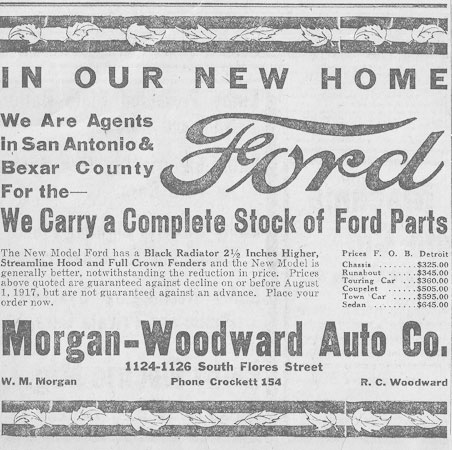 IN OUR NEW HOME
We Are Agents
in San Antonio &
Bexar County
For the—
Ford
We Carry a Complete Stock of Ford Parts
The New Model Ford has a Black Radiator 2½ Inches Higher,
Streamline Hood and Full Crown Fenders and the New Model is
generally better, notwithstanding the reduction in price. Prices
above quoted are guaranteed against decline on or before August
1, 1917, but are not guaranteed against an advance. Place your
order now.
Prices F. O. B. Detroit
Chassis ...... $325.00
Runabout ..... $345.00
Touring Car ... $360.00
Coupelet ..... $505.00
Town Car ..... $595.00
Sedan ........ $645.00
Morgan-Woodward Auto Co.
1124-1126 South Flores Street
W. M. Morgan Phone Crockett 154 R. C. Woodward